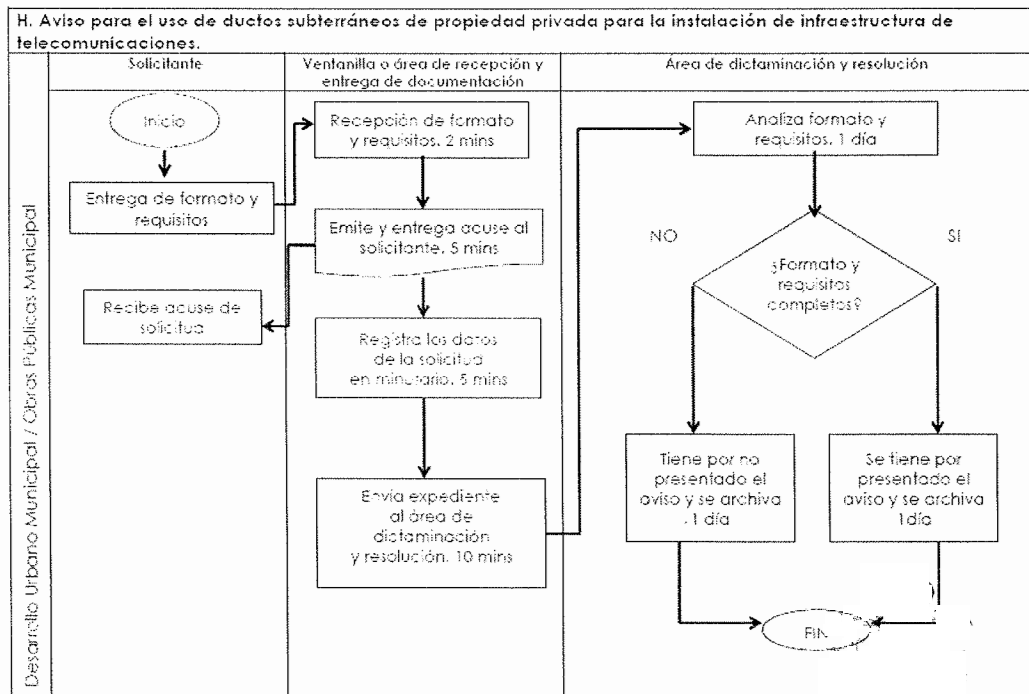 H. Aviso para el uso de ductos subterráneos de propiedad privada para la instalación de infraestructura de
telecomunicaciones.
Solicitante
Ventanilla o área de recepción y
entrega de documentación
Área de dictaminación y resolución
Desarrollo Urbano Municipal / Obras Públicas Municipal
Inicio
Entrega de formato y
requisitos
Recibe acuse de
solicitud
Recepción de formato
y requisitos. 2 mins
Emite y entrega acuse al
solicitante. 5 mins
Registra los datos
de la solicitud
en minutario. 5 mins
Envía expediente
al área de
dictaminación
y resolución. 10 mins
Analiza formato y
requisitos. 1 día
NO
SI
¿Formato y
requisitos
completos?
Tiene por no
presentado el
aviso y se archiva
. 1 día
Se tiene por
presentado el
aviso y se archiva
1día
FIN